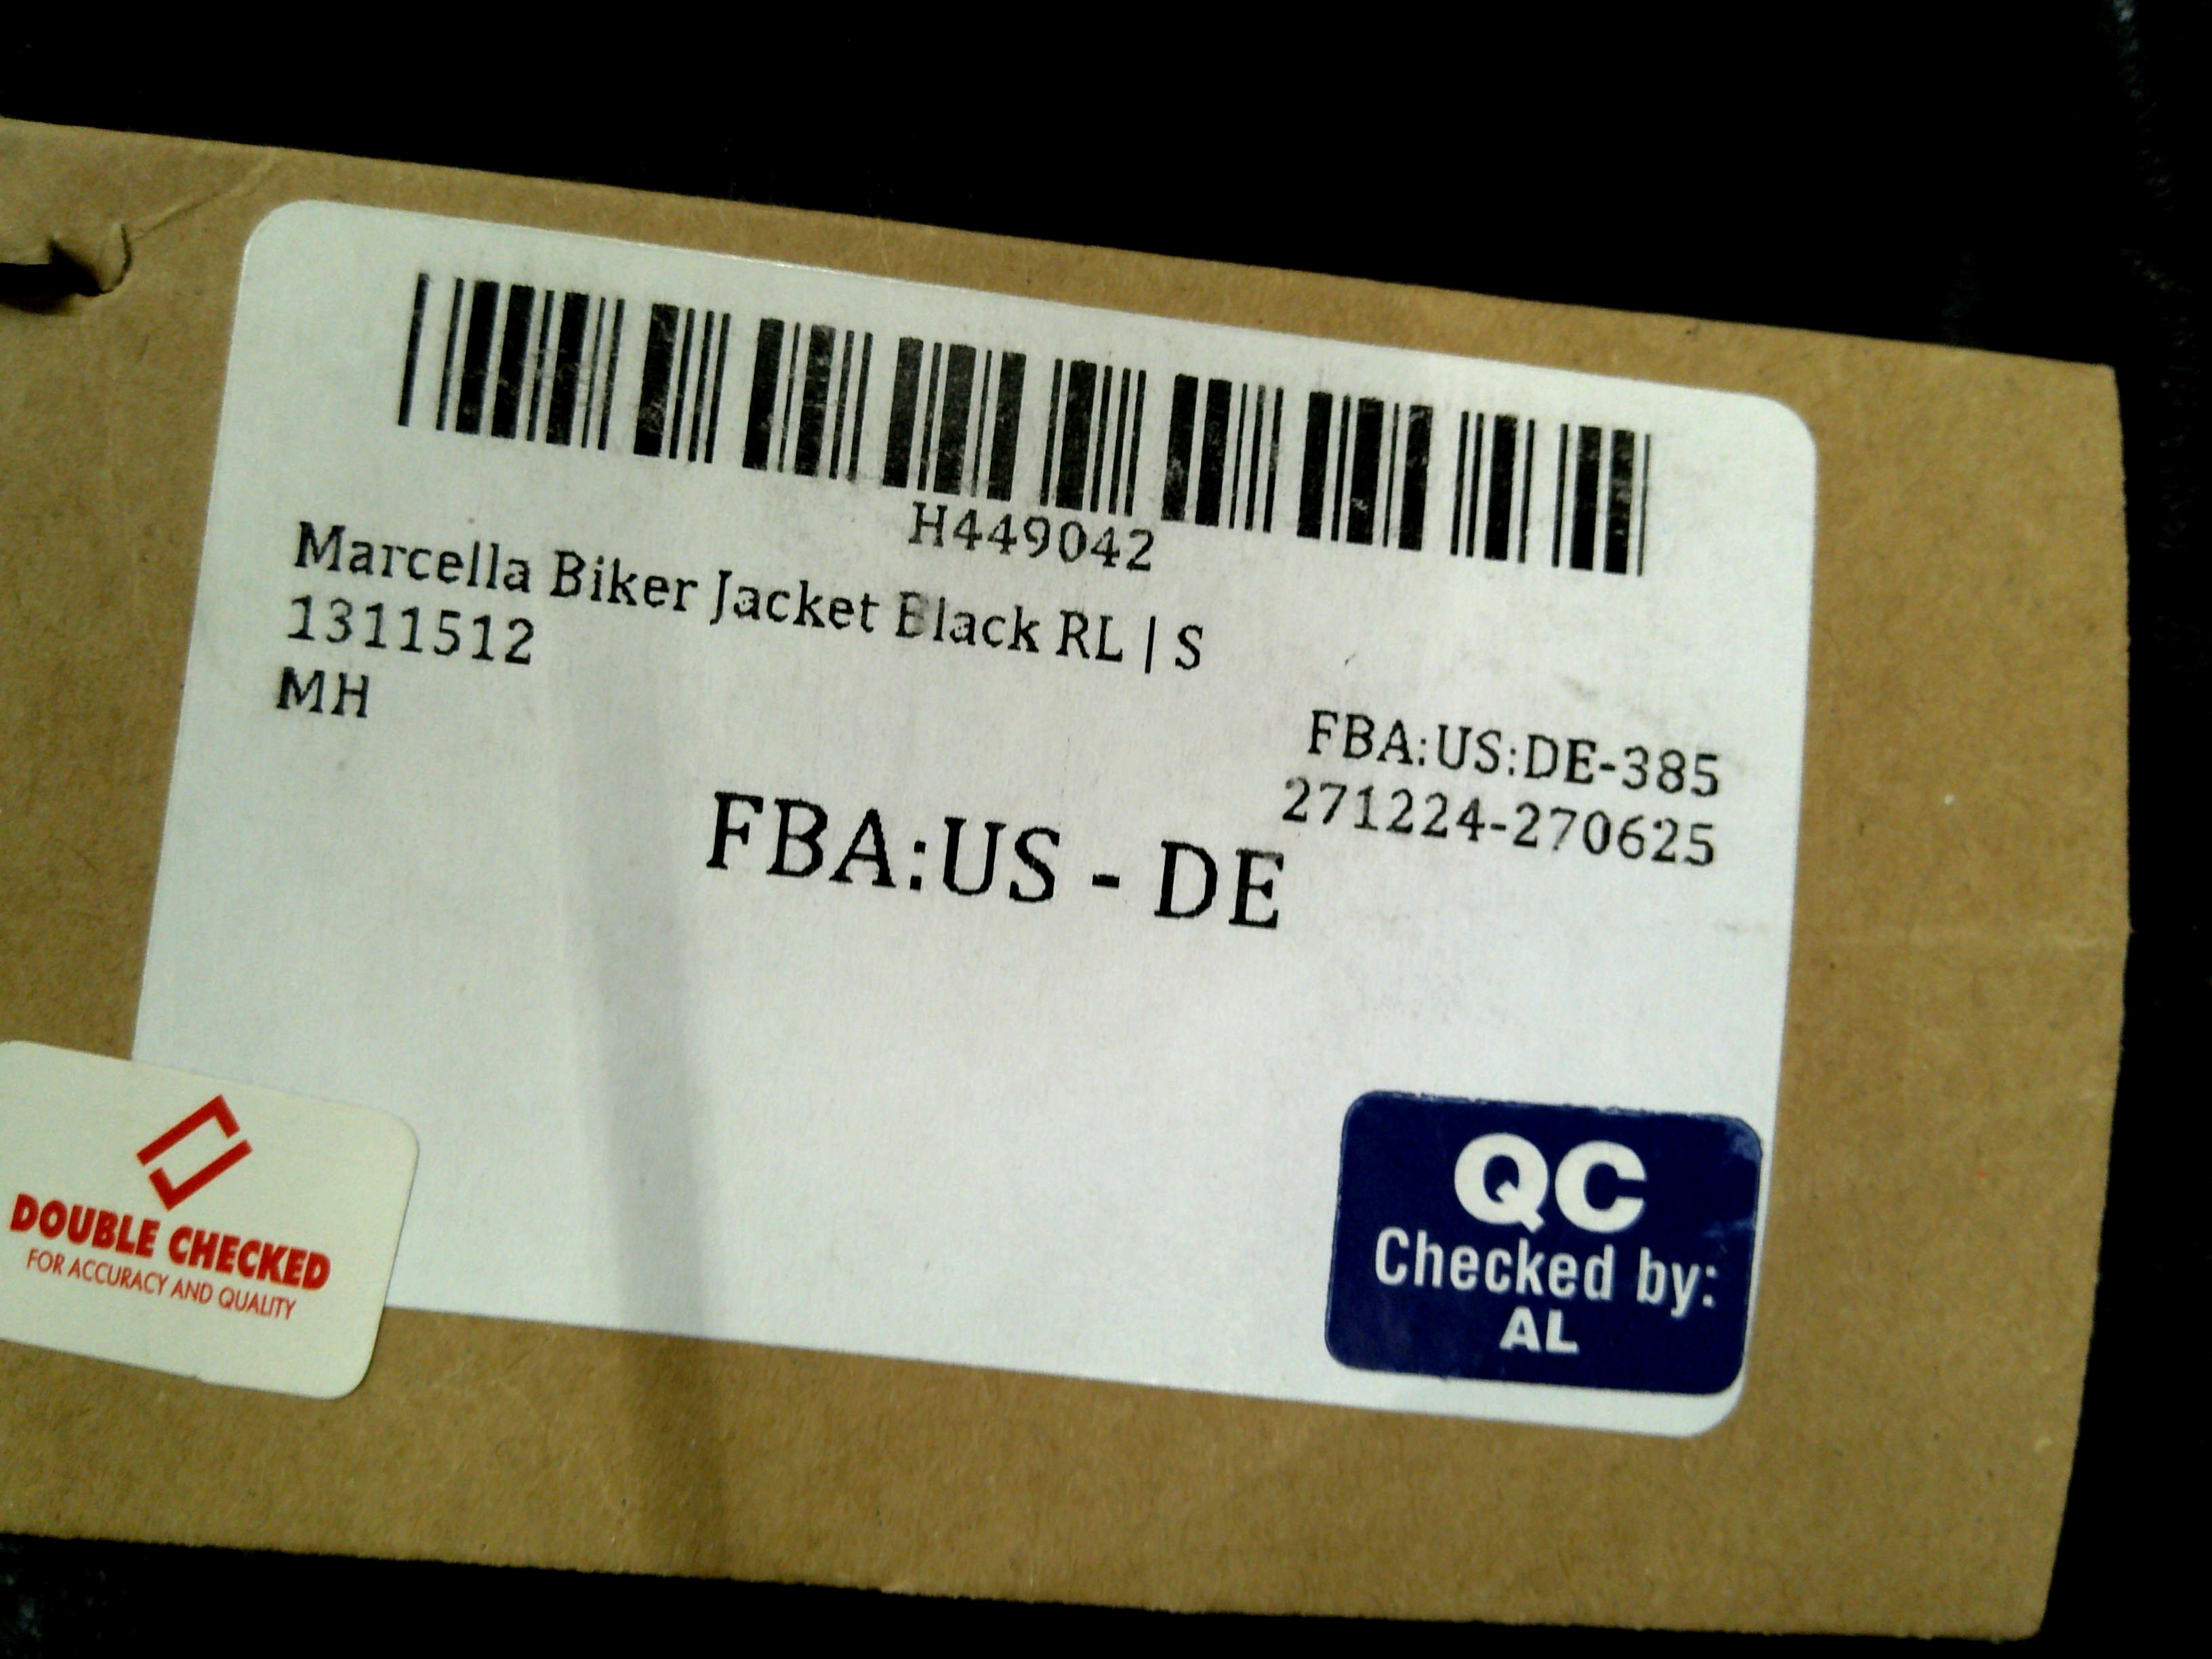 H449042
Marcella Biker Jacket Black RL | S
1311512
MH
FBA:US:DE-385
271224-270625
FBA:US - DE
DOUBLE CHECKED
FOR ACCURACY AND QUALITY
QC
Checked by:
AL